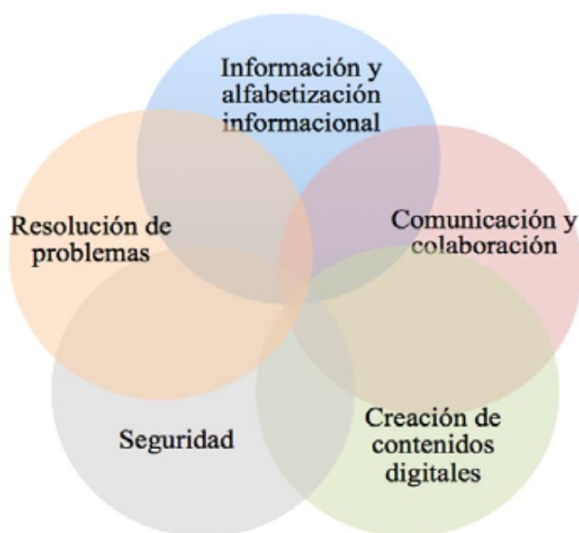 Información y
alfabetización
informacional
Comunicación y
colaboración
Creación de
contenidos
digitales
Seguridad
Resolución de
problemas